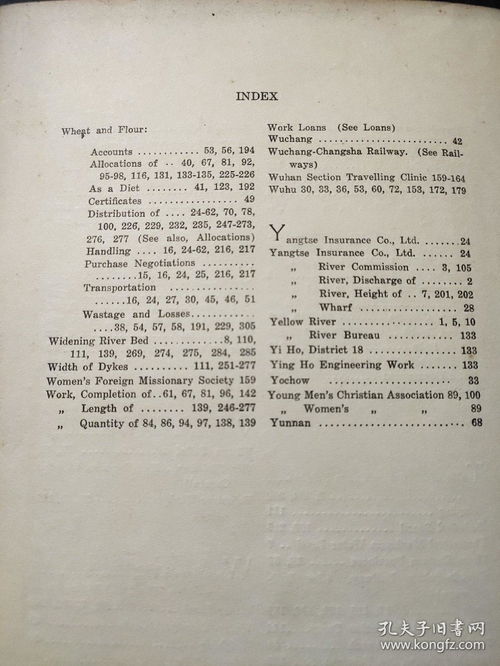 INDEX
Wheat and Flour:
Accounts ............ 53, 56, 194
Allocations of .. 40, 67, 81, 92,
95-98, 116, 131, 133-135, 225-226
As a Diet ........ 41, 123, 192
Certificates .................. 49
Distribution of .... 24-62, 70, 78,
100, 226, 229, 232, 235, 247-273,
276, 277 (See also, Allocations)
Handling .... 16, 24-62, 216, 217
Purchase Negotiations ..........
........15, 16, 24, 25, 216, 217
Transportation ................
......16, 24, 27, 30, 45, 46, 51
Wastage and Losses..........
....38, 54, 57, 58, 191, 229, 305
Widening River Bed ........ 8, 110,
111, 139, 269, 274, 275, 284, 285
Width of Dykes ...... 111, 251-277
Women's Foreign Missionary Society 159
Work, Completion of..61, 67, 81, 96, 142
„ Length of ........ 139, 246-277
„ Quantity of 84, 86, 94, 97, 138, 139
Work Loans (See Loans)
Wuchang .......................... 42
Wuchang-Changsha Railway. (See Rail-
ways)
Wuhan Section Travelling Clinic 159-164
Wuhu 30, 33, 36, 53, 60, 72, 153, 172, 179
Yangtse Insurance Co., Ltd. ....... 24
Yangtse Insurance Co., Ltd. ....... 24
„ River Commission .... 3, 105
„ River, Discharge of ........ 2
„ River, Height of .. 7, 201, 202
„ Wharf .................... 28
Yellow River .............. 1, 5, 10
„ River Bureau ............ 133
Yi Ho, District 18 .............. 133
Ying Ho Engineering Work ........ 133
Yochow .......................... 33
Young Men's Christian Association 89, 100
„ Women's „ „ 89
Yunnan .......................... 68
孔夫子旧书网
www.kongfz.com